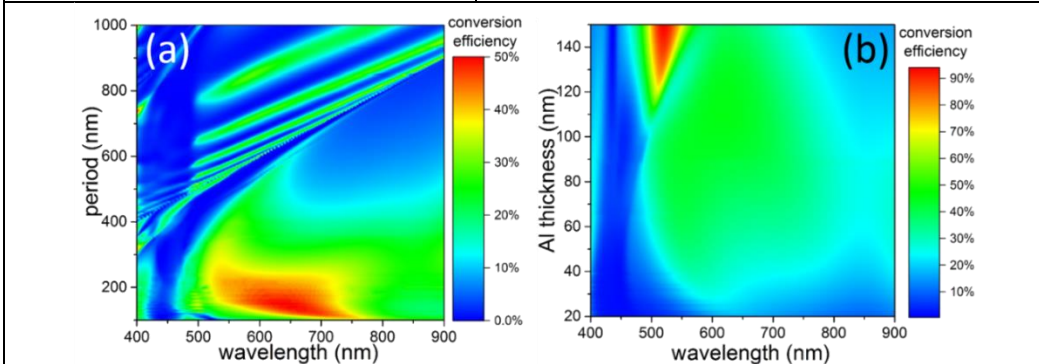 (a)
conversion
efficiency
50%
40%
30%
20%
10%
0.0%
1000
800
600
400
200
period (nm)
400 500 600 700 800 900
wavelength (nm)
(b)
conversion
efficiency
90%
80%
70%
60%
50%
40%
30%
20%
10%
140
120
100
80
60
40
20
Al thickness (nm)
400 500 600 700 800 900
wavelength (nm)